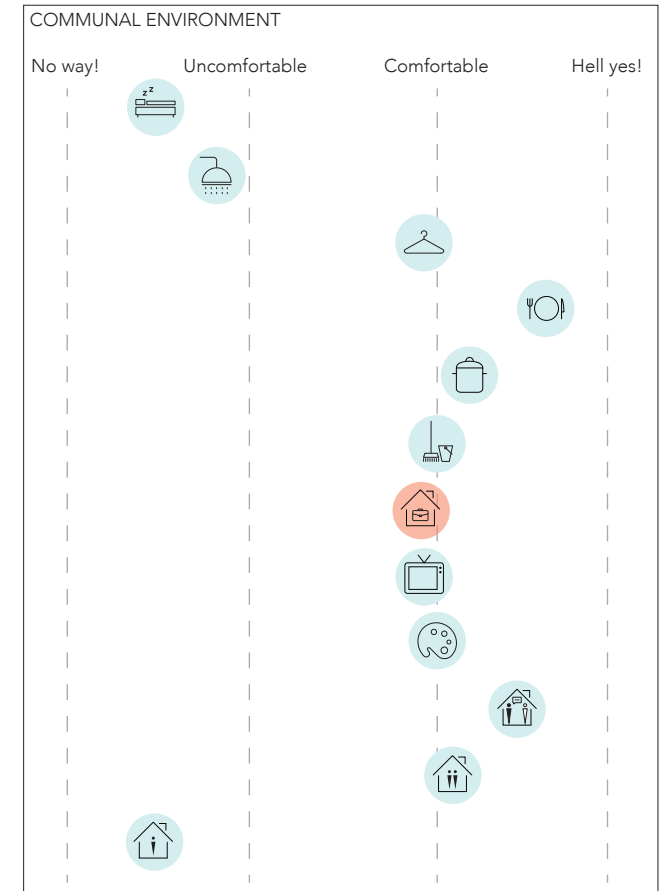 COMMUNAL ENVIRONMENT
No way! Uncomfortable Comfortable Hell yes!
z z